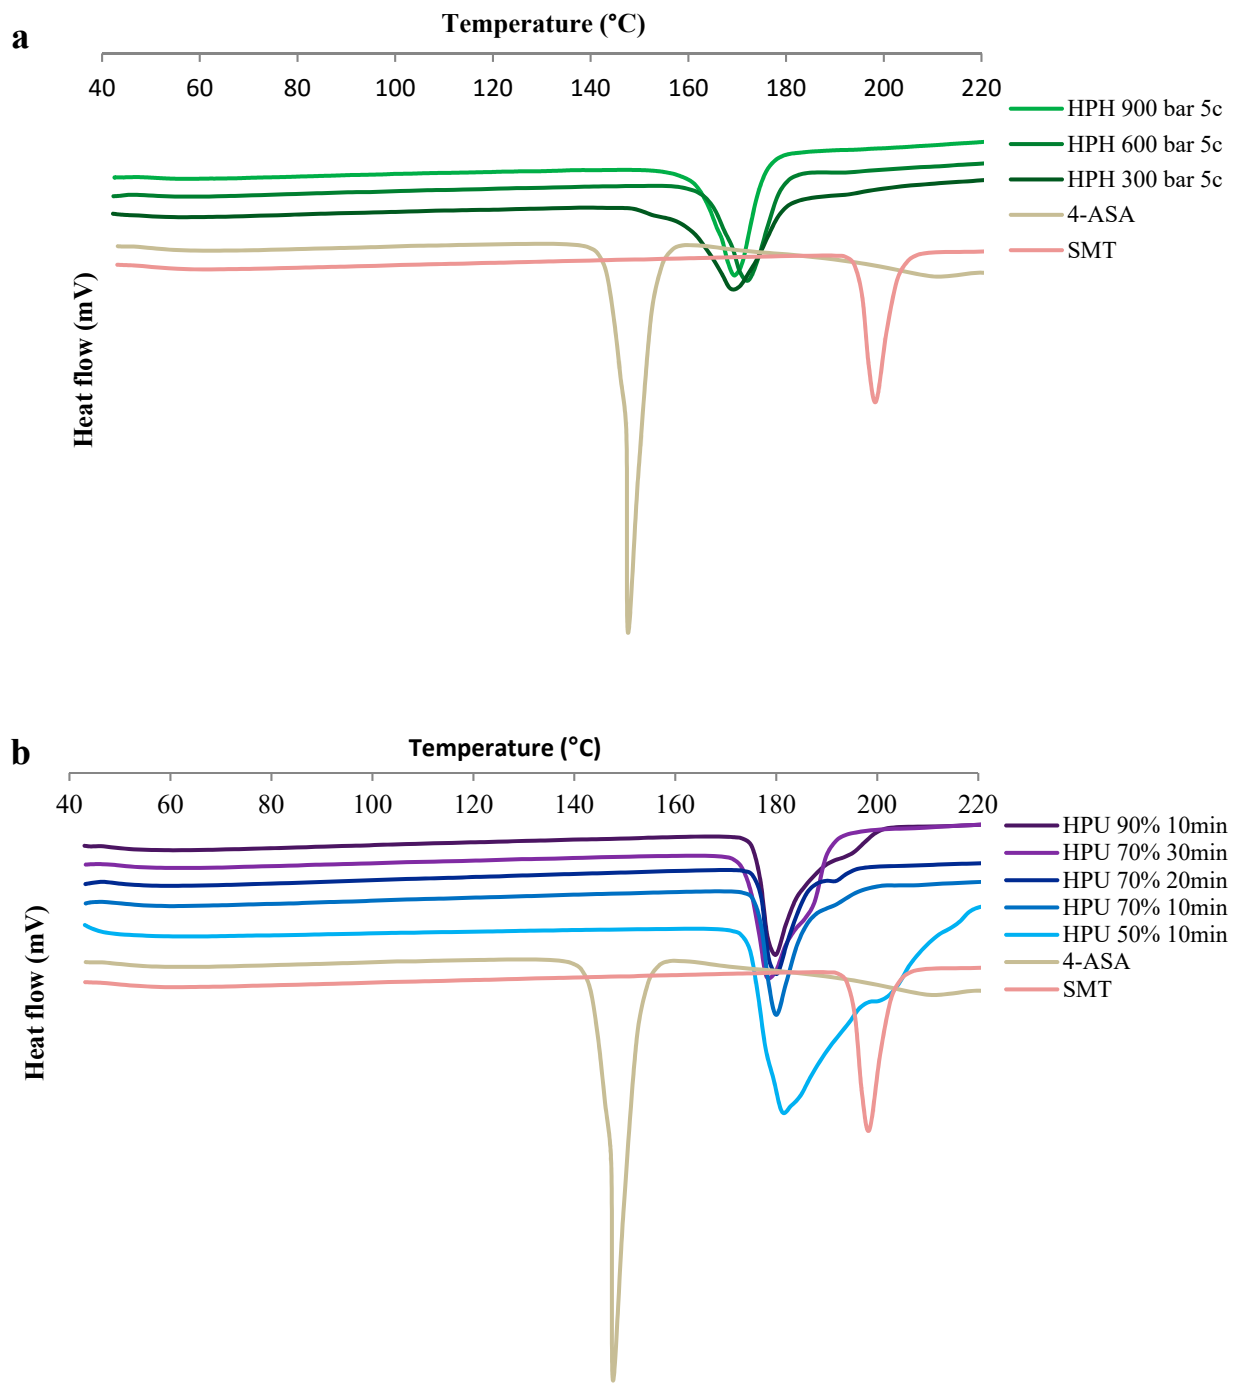 a
Temperature (°C)
40 60 80 100 120 140 160 180 200 220
HPH 900 bar 5c
HPH 600 bar 5c
HPH 300 bar 5c
4-ASA
SMT
Heat flow (mV)
b
Temperature (°C)
40 60 80 100 120 140 160 180 200 220
HPU 90% 10min
HPU 70% 30min
HPU 70% 20min
HPU 70% 10min
HPU 50% 10min
4-ASA
SMT
Heat flow (mV)